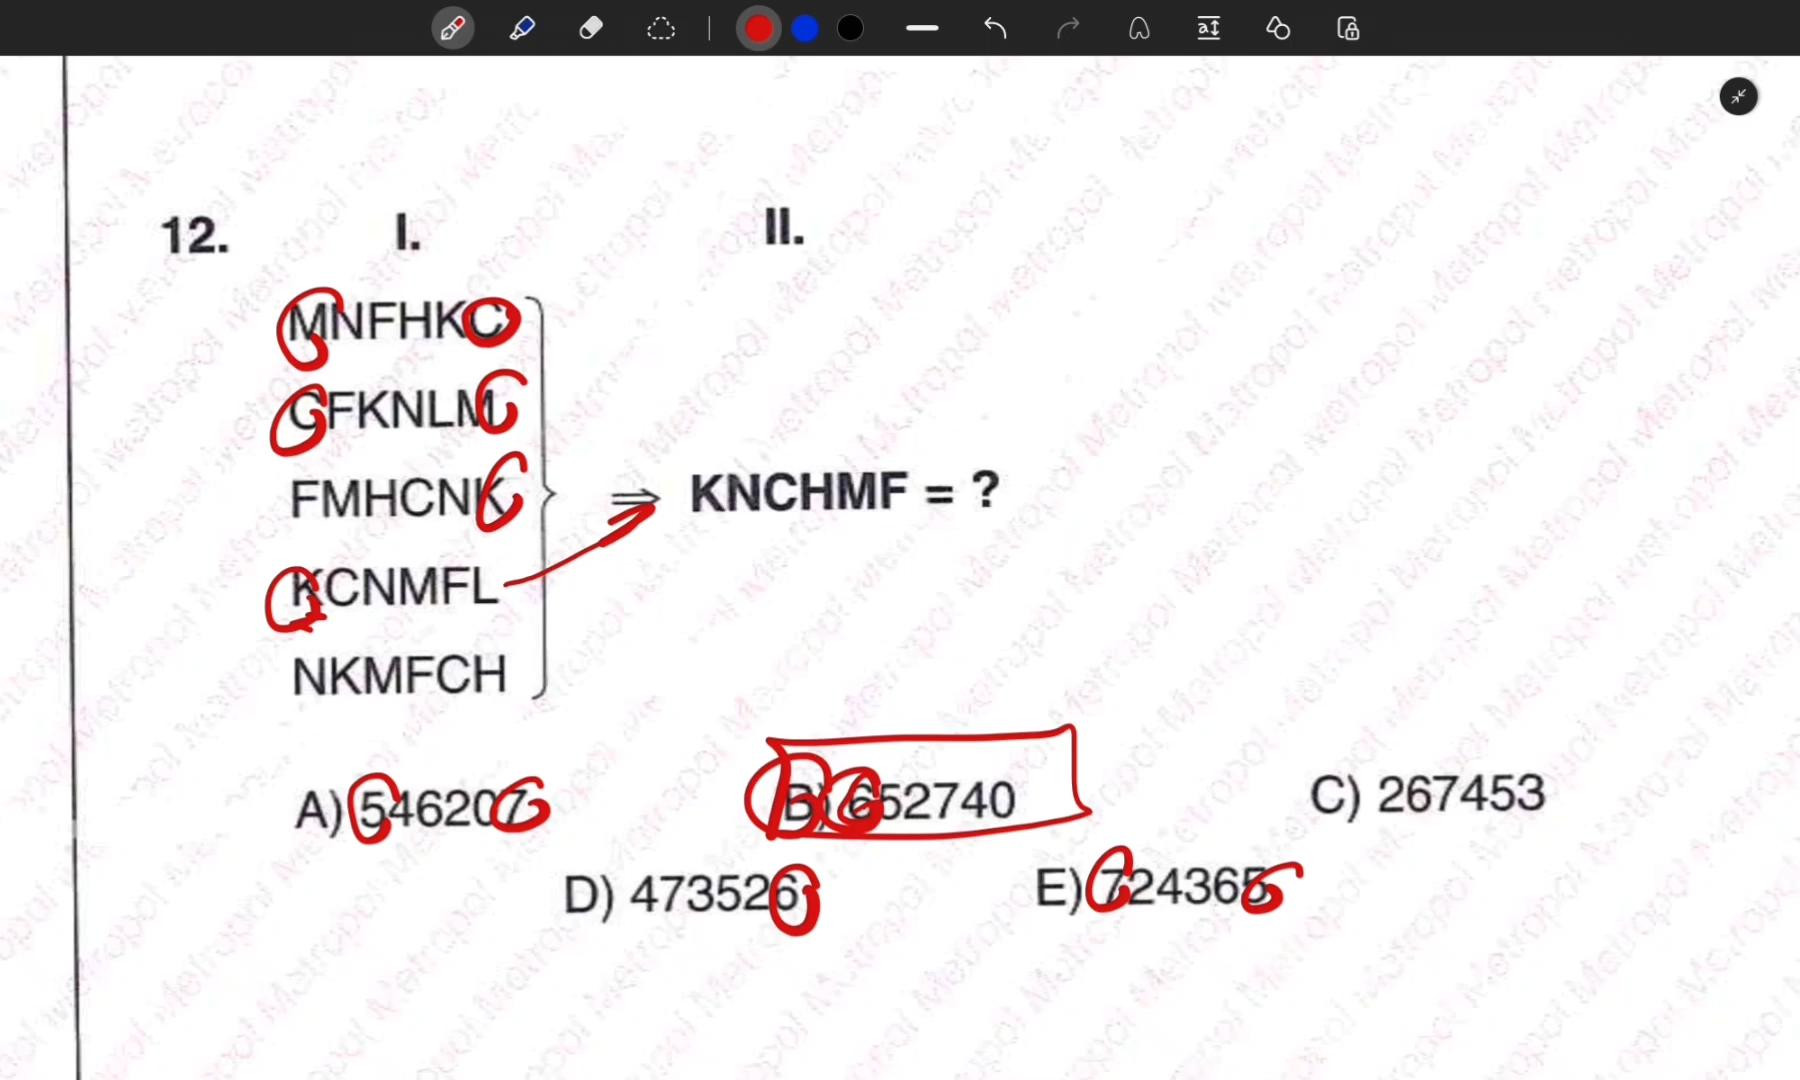 12. I. II.
MNFHKC
CFKNLM
FMHCNK
⇒ KNCHMF = ?
KCNMFL
NKMFCH
A) 546207 B) 652740 C) 267453
D) 473526 E) 724365